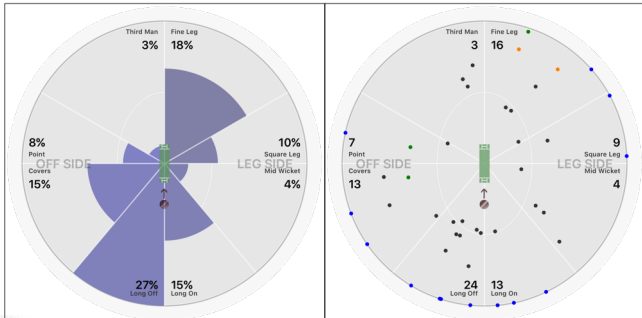 Third Man Fine Leg
3% 18%
8% 10%
Point Square Leg
OFF SIDE LEG SIDE
Covers Mid Wicket
15% 4%
27% 15%
Long Off Long On
Third Man Fine Leg
3 16
7 9
Point Square Leg
OFF SIDE LEG SIDE
Covers Mid Wicket
13 4
24 13
Long Off Long On